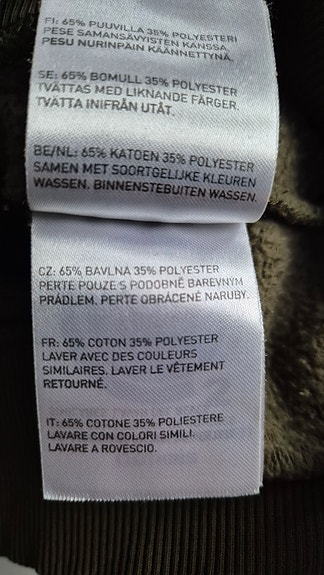 FI: 65% PUUVILLA 35% POLYESTERI
PESE SAMANSÄVYISTEN KANSSA.
PESU NURINPÄIN KÄÄNNETTYNÄ.
SE: 65% BOMULL 35% POLYESTER
TVÄTTAS MED LIKNANDE FÄRGER.
TVÄTTA INIFRÅN UTÅT.
BE/NL: 65% KATOEN 35% POLYESTER
SAMEN MET SOORTGELIJKE KLEUREN
WASSEN. BINNENSTEBUITEN WASSEN.
CZ: 65% BAVLNA 35% POLYESTER
PERTE POUZE S PODOBNĚ BAREVNÝM
PRÁDLEM. PERTE OBRÁCENÉ NARUBY.
FR: 65% COTON 35% POLYESTER
LAVER AVEC DES COULEURS
SIMILAIRES. LAVER LE VÊTEMENT
RETOURNÉ.
IT: 65% COTONE 35% POLIESTERE
LAVARE CON COLORI SIMILI.
LAVARE A ROVESCIO.